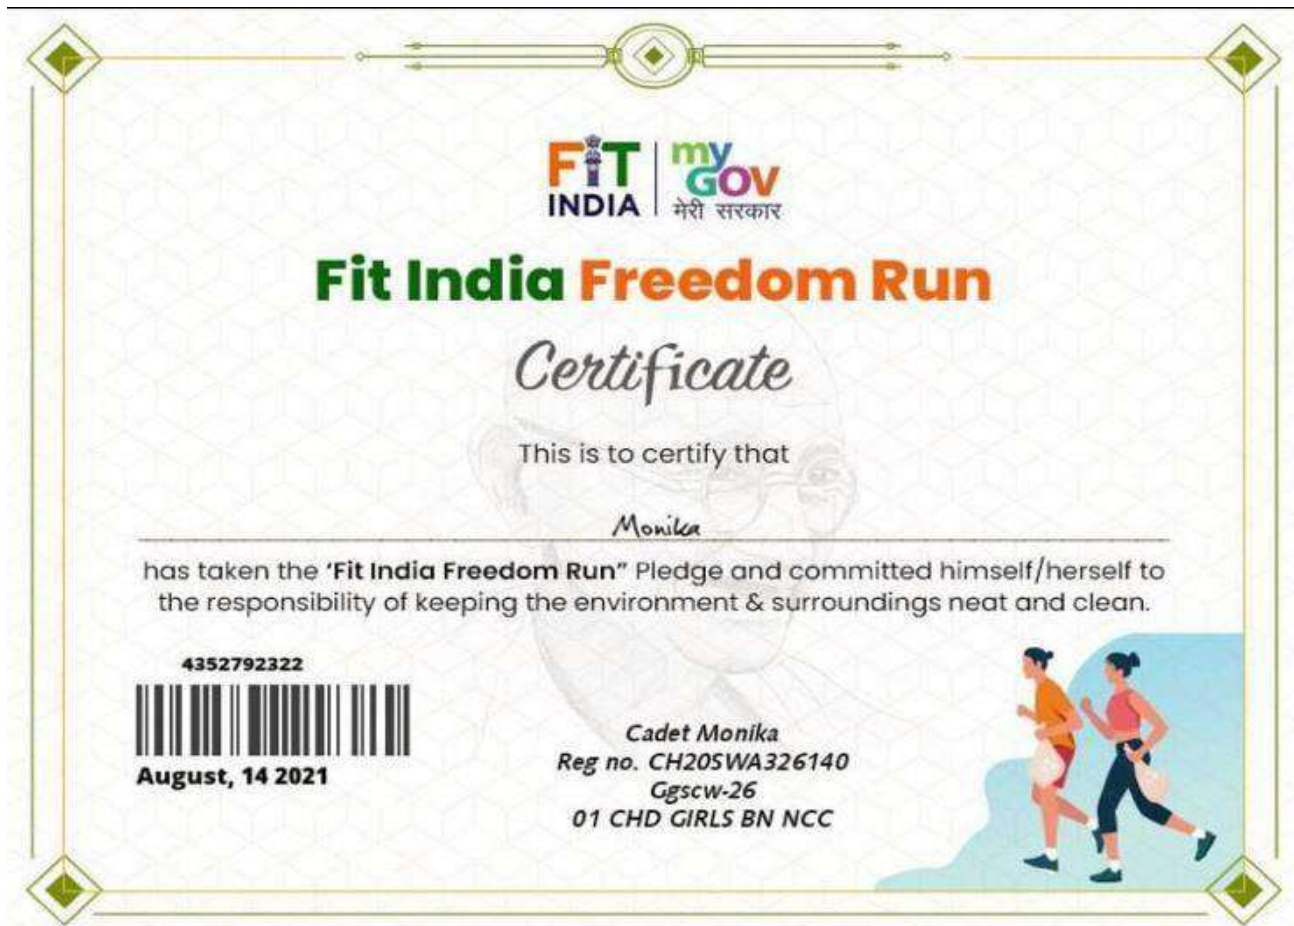 FIT INDIA
my GOV
मेरी सरकार
Fit India Freedom Run
Certificate
This is to certify that
Monika
has taken the ‘Fit India Freedom Run” Pledge and committed himself/herself to
the responsibility of keeping the environment & surroundings neat and clean.
4352792322
August, 14 2021
Cadet Monika
Reg no. CH20SWA326140
Ggscw-26
01 CHD GIRLS BN NCC